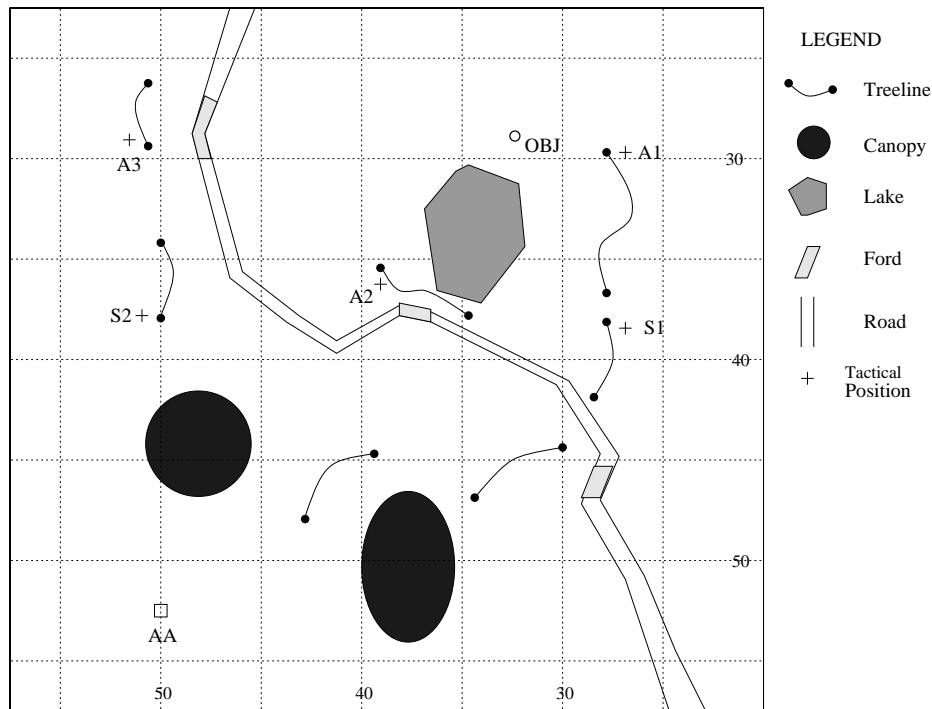 LEGEND
Treeline
Canopy
Lake
Ford
Road
Tactical
Position
OBJ
A1
A3
30
A2
S2
S1
40
50
AA
50
40
30